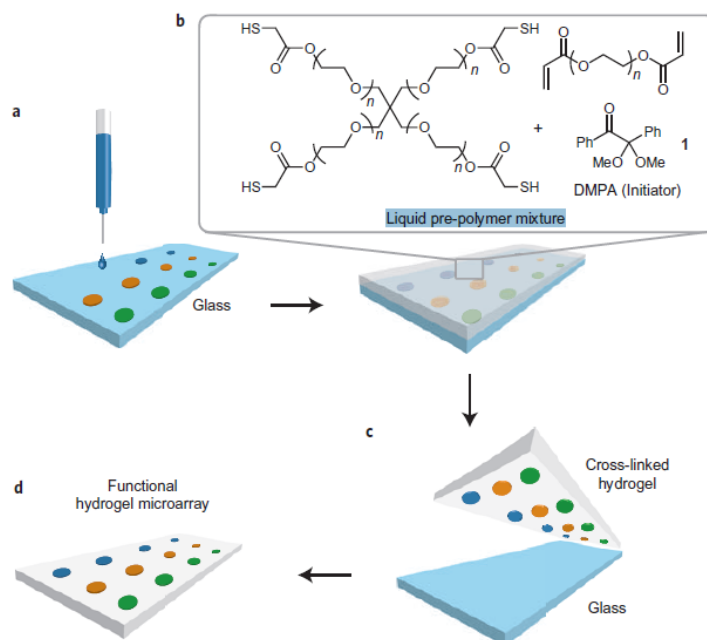 b
HS
O
O
O
n
O
O
n
O
O
SH
O
O
O
n
O
O
n
a
+
O
Ph
Ph
1
MeO
OMe
DMPA (Initiator)
HS
O
O
O
n
O
O
n
O
O
SH
Liquid pre-polymer mixture
Glass
c
Cross-linked
hydrogel
d
Functional
hydrogel microarray
Glass